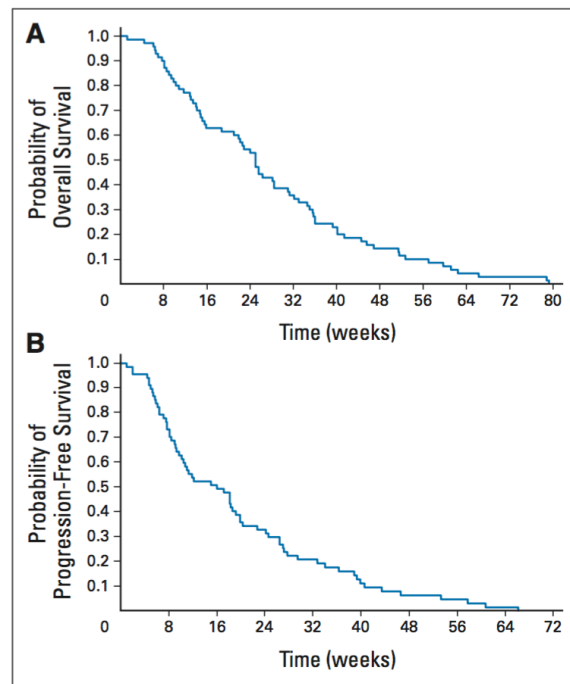 A
1.0
0.9
0.8
0.7
0.6
0.5
0.4
0.3
0.2
0.1
Probability of
Overall Survival
0 8 16 24 32 40 48 56 64 72 80
Time (weeks)
B
1.0
0.9
0.8
0.7
0.6
0.5
0.4
0.3
0.2
0.1
Probability of
Progression-Free Survival
0 8 16 24 32 40 48 56 64 72
Time (weeks)